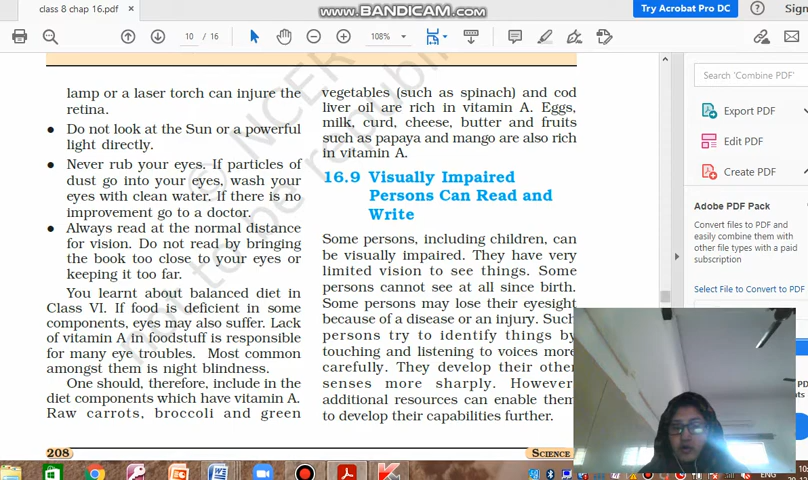 class 8 chap 16.pdf
×
www.BANDICAM.com
Try Acrobat Pro DC
Sign
10 / 16
108%
lamp or a laser torch can injure the
retina.
• Do not look at the Sun or a powerful
light directly.
• Never rub your eyes. If particles of
dust go into your eyes, wash your
eyes with clean water. If there is no
improvement go to a doctor.
• Always read at the normal distance
for vision. Do not read by bringing
the book too close to your eyes or
keeping it too far.
You learnt about balanced diet in
Class VI. If food is deficient in some
components, eyes may also suffer. Lack
of vitamin A in foodstuff is responsible
for many eye troubles. Most common
amongst them is night blindness.
One should, therefore, include in the
diet components which have vitamin A.
Raw carrots, broccoli and green
vegetables (such as spinach) and cod
liver oil are rich in vitamin A. Eggs,
milk, curd, cheese, butter and fruits
such as papaya and mango are also rich
in vitamin A.
16.9 Visually Impaired
Persons Can Read and
Write
Some persons, including children, can
be visually impaired. They have very
limited vision to see things. Some
persons cannot see at all since birth.
Some persons may lose their eyesight
because of a disease or an injury. Such
persons try to identify things by
touching and listening to voices more
carefully. They develop their other
senses more sharply. However,
additional resources can enable them
to develop their capabilities further.
208
SCIENCE
© NCERT
not to be republi
Search 'Combine PDF'
Export PDF
Edit PDF
Create PDF
Adobe PDF Pack
Convert files to PDF and
easily combine them with
other file types with a paid
subscription
Select File to Convert to PDF
ENG